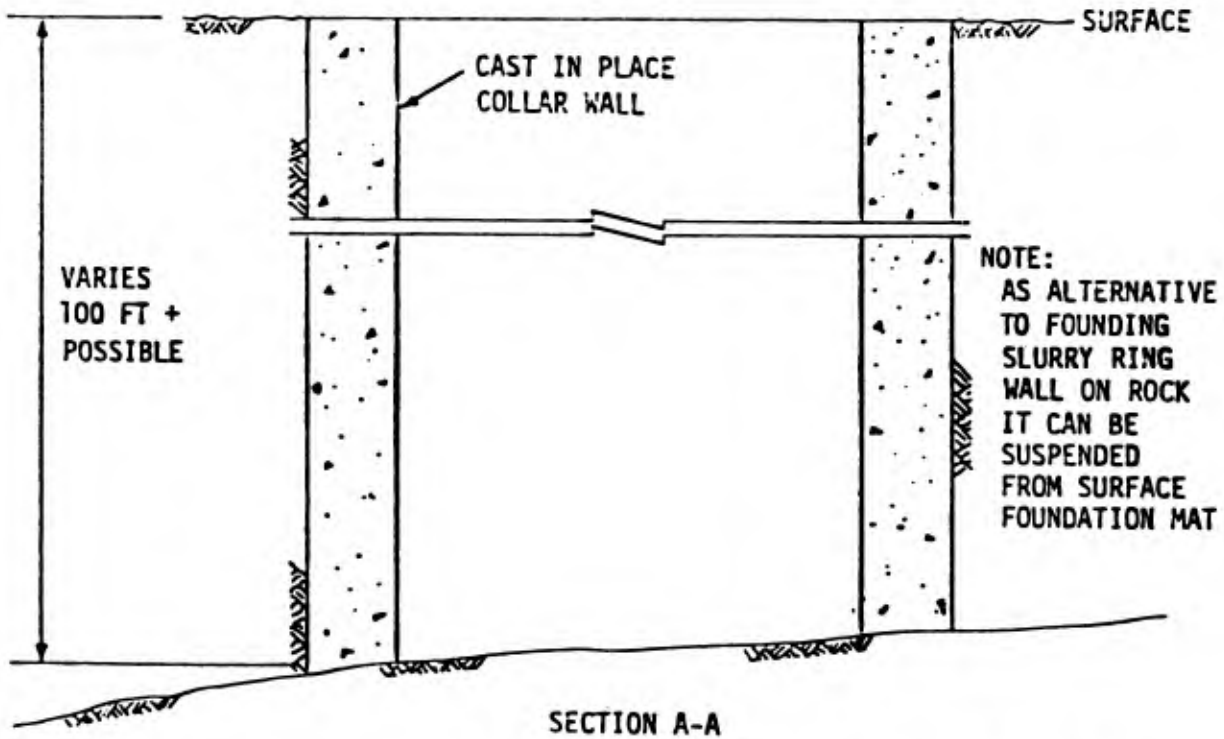 SURFACE
CAST IN PLACE
COLLAR WALL
VARIES
100 FT +
POSSIBLE
NOTE:
AS ALTERNATIVE
TO FOUNDING
SLURRY RING
WALL ON ROCK
IT CAN BE
SUSPENDED
FROM SURFACE
FOUNDATION MAT
SECTION A-A